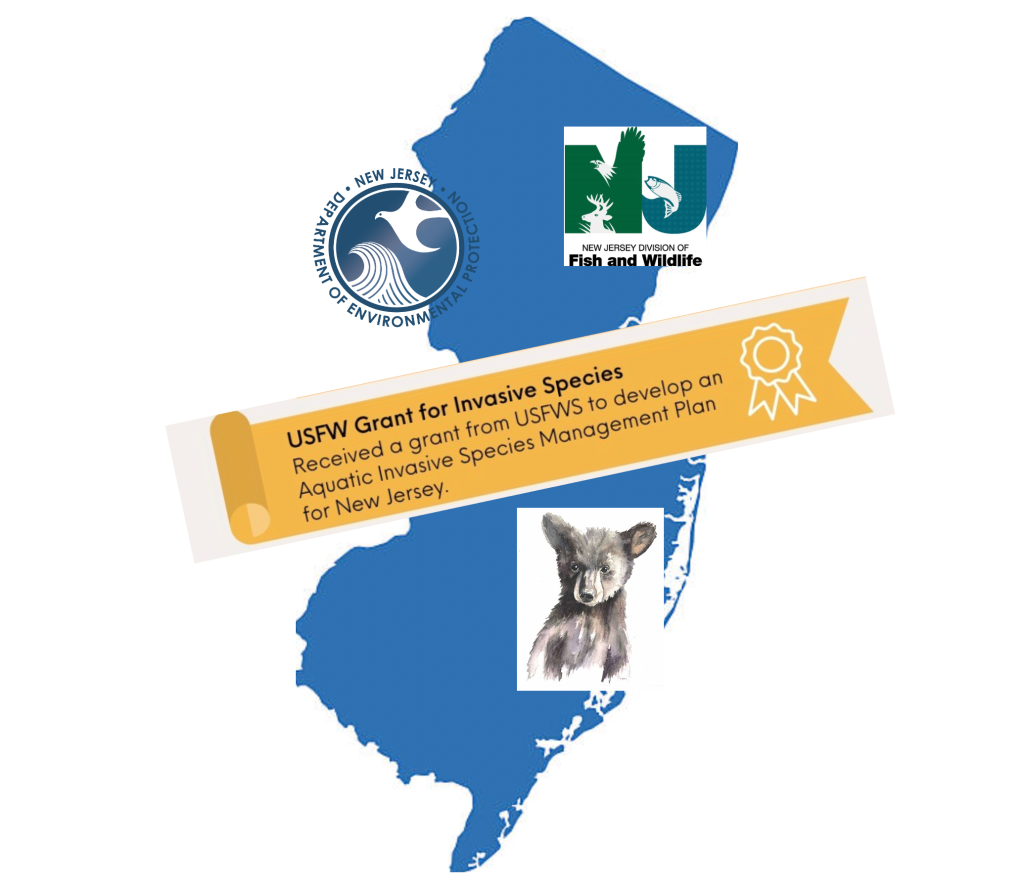 • NEW JERSEY •
DEPARTMENT OF ENVIRONMENTAL PROTECTION
NJ
NEW JERSEY DIVISION OF
Fish and Wildlife
USFW Grant for Invasive Species
Received a grant from USFWS to develop an
Aquatic Invasive Species Management Plan
for New Jersey.